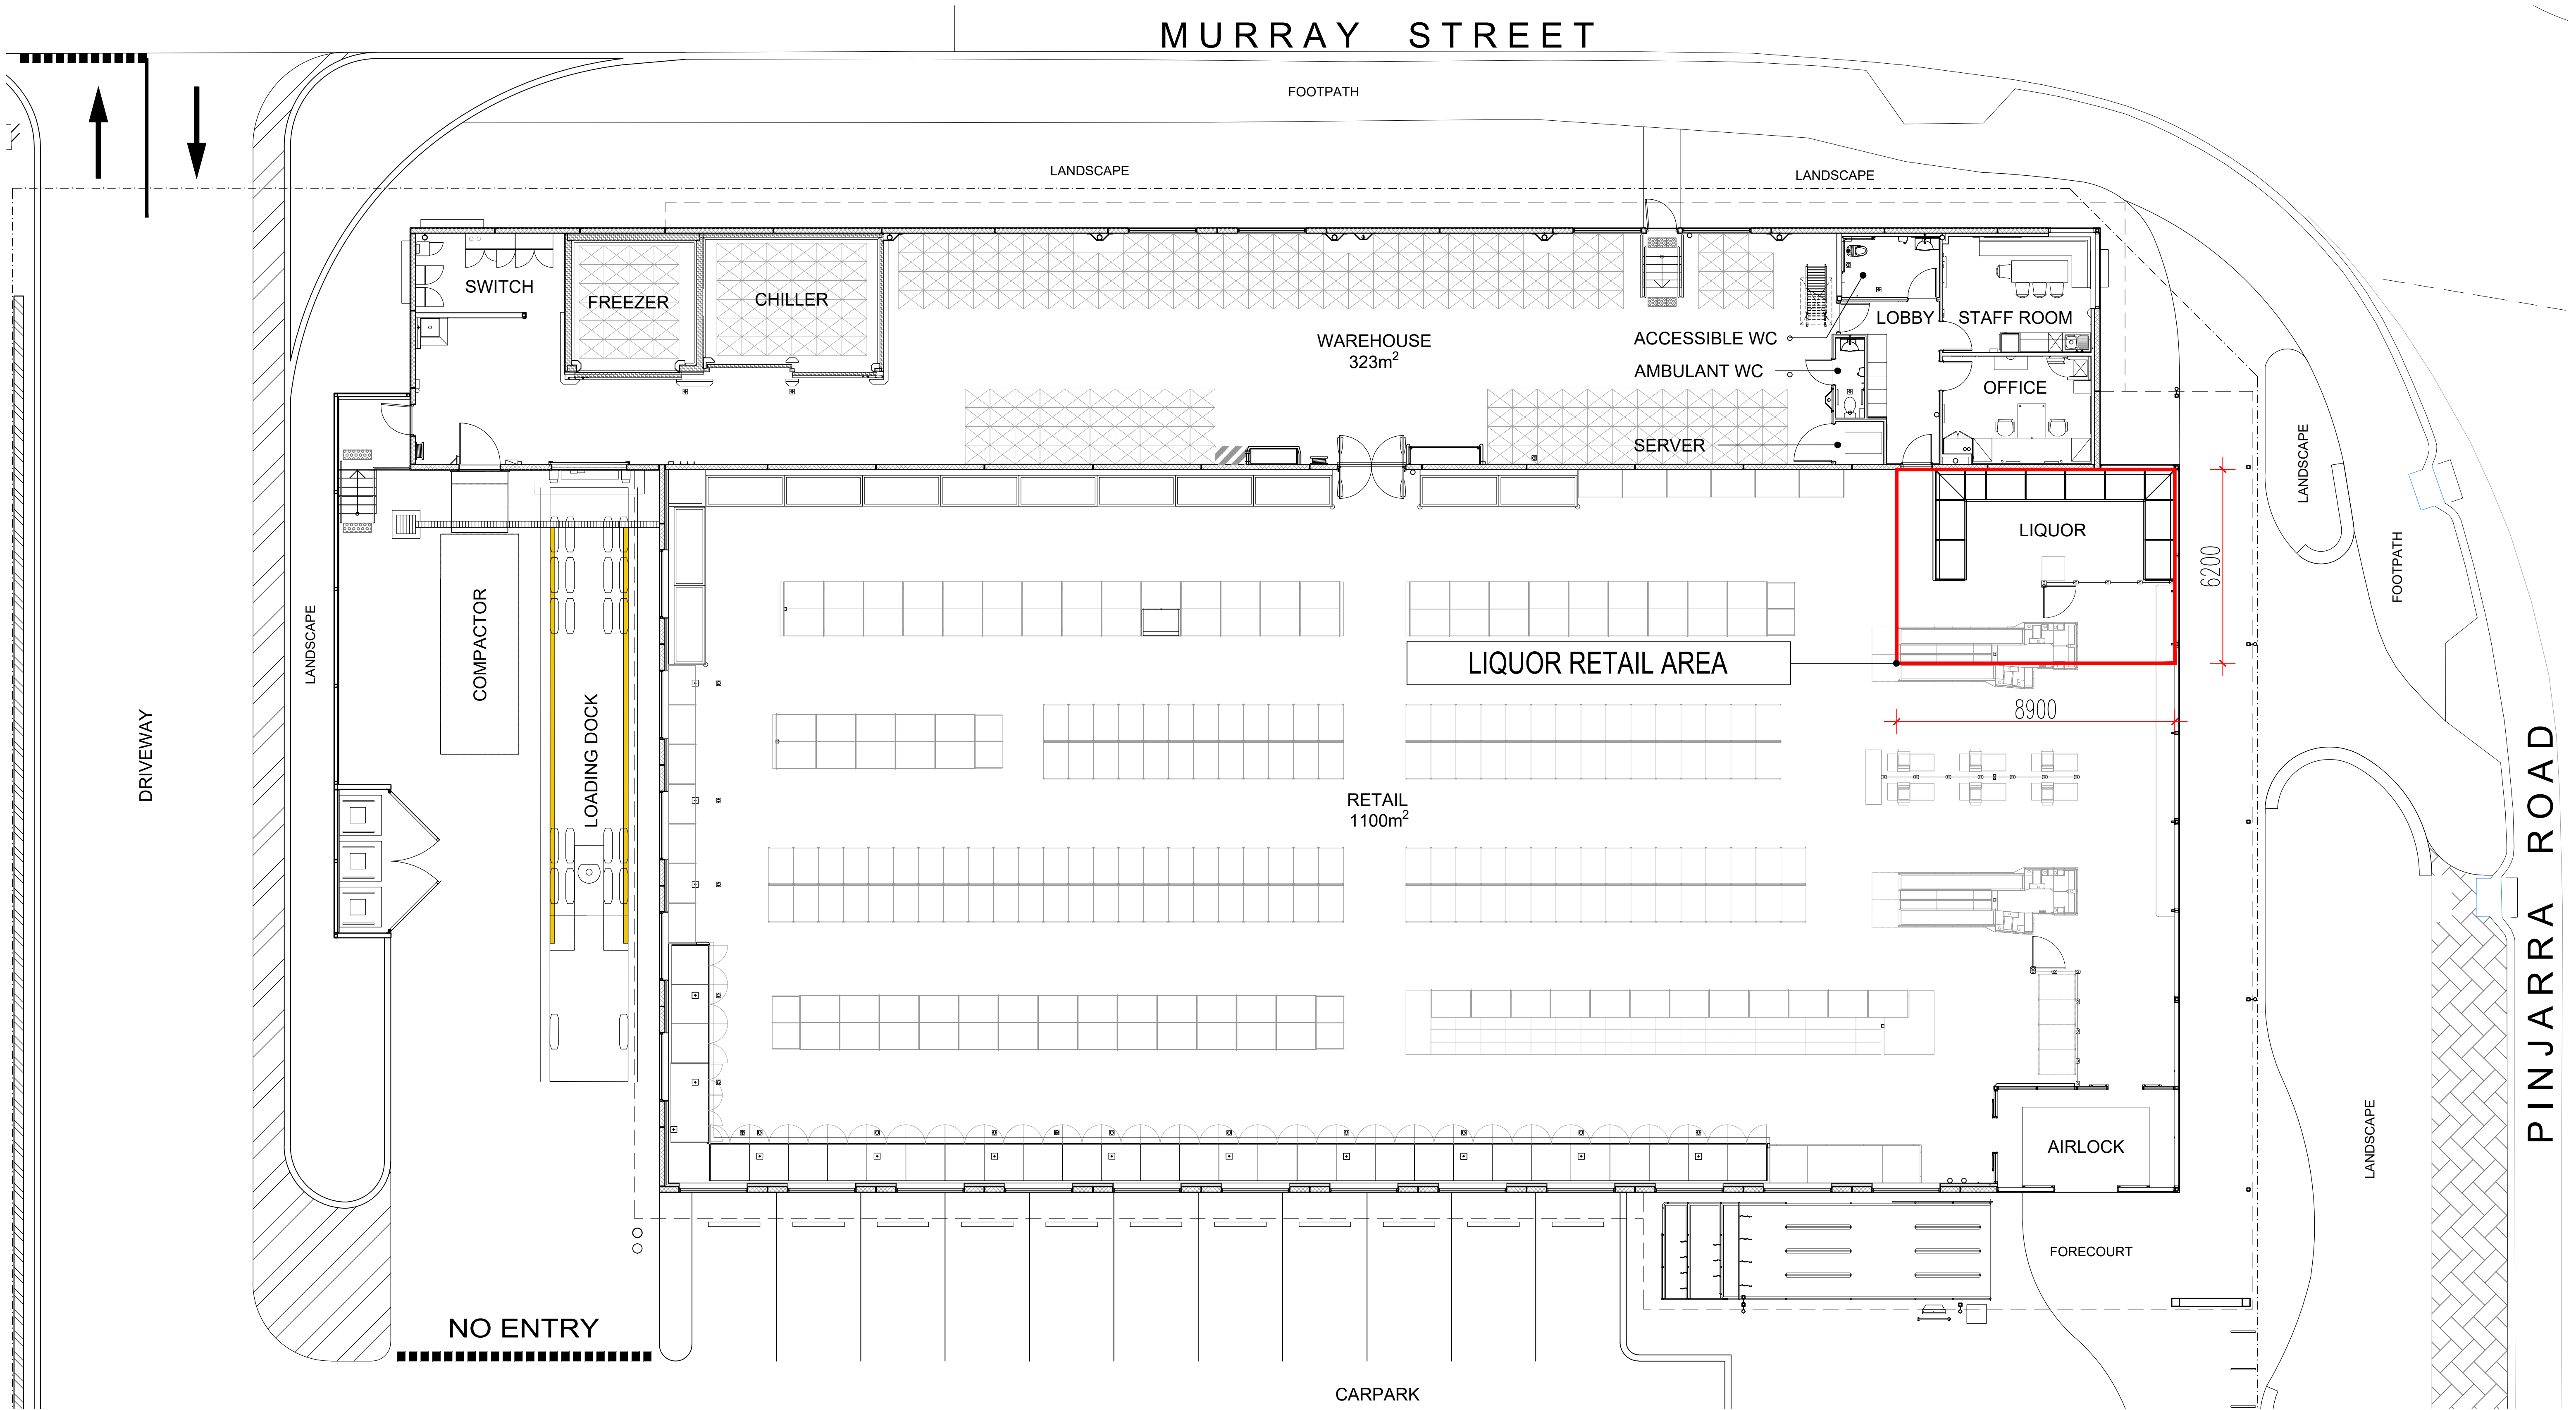 MURRAY STREET
FOOTPATH
LANDSCAPE
LANDSCAPE
SWITCH
FREEZER
CHILLER
WAREHOUSE
323m²
ACCESSIBLE WC
LOBBY
STAFF ROOM
AMBULANT WC
OFFICE
SERVER
LIQUOR
6200
LANDSCAPE
FOOTPATH
LANDSCAPE
COMPACTOR
LOADING DOCK
LIQUOR RETAIL AREA
8900
DRIVEWAY
RETAIL
1100m²
PINJARRA ROAD
AIRLOCK
LANDSCAPE
FORECOURT
NO ENTRY
CARPARK